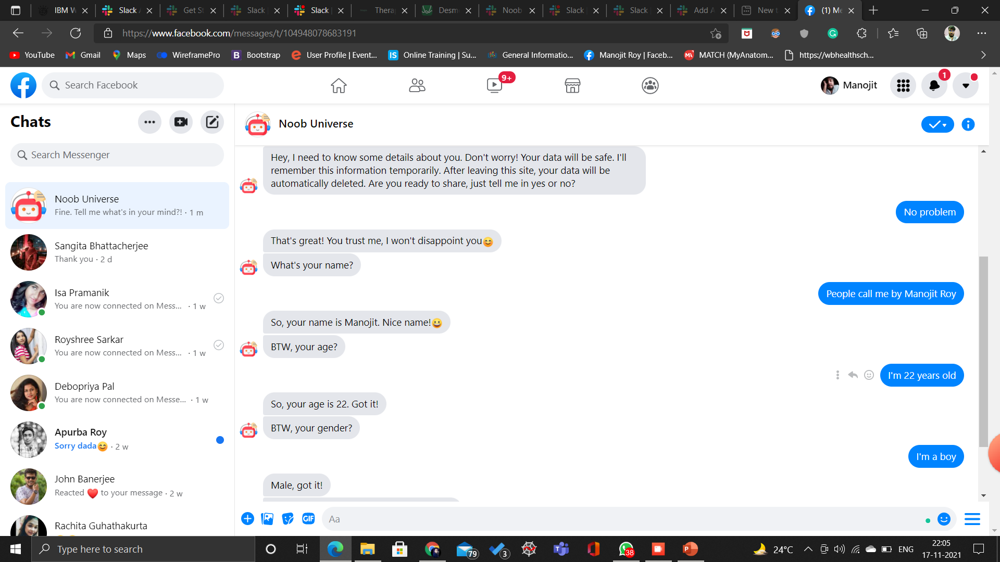 IBM W
Slack
Get St
Slack
Slack
Thera
Desm
Noob
Slack
Slack
Add A
New t
(1) Me
https://www.facebook.com/messages/t/104948078683191
YouTube
Gmail
Maps
WireframePro
B Bootstrap
User Profile | Event...
IS Online Training | Su...
General Informatio...
Manojit Roy | Faceb...
MATCH (MyAnatom...
https://wbhealthsch...
Search Facebook
9+
Manojit
1
Chats
Search Messenger
Noob Universe
Fine. Tell me what's in your mind?! · 1 m
Sangita Bhattacherjee
Thank you · 2 d
Isa Pramanik
You are now connected on Mess... · 1 w
Royshree Sarkar
You are now connected on Mess... · 1 w
Debopriya Pal
You are now connected on Messe... · 1 w
Apurba Roy
Sorry dada😊 · 2 w
John Banerjee
Reacted ❤️ to your message · 2 w
Rachita Guhathakurta
Noob Universe
Hey, I need to know some details about you. Don't worry! Your data will be safe. I'll
remember this information temporarily. After leaving this site, your data will be
automatically deleted. Are you ready to share, just tell me in yes or no?
No problem
That's great! You trust me, I won't disappoint you😊
What's your name?
People call me by Manojit Roy
So, your name is Manojit. Nice name!😀
BTW, your age?
I'm 22 years old
So, your age is 22. Got it!
BTW, your gender?
I'm a boy
Male, got it!
GIF
Aa
Type here to search
79
3
38
24°C
ENG
22:05
17-11-2021